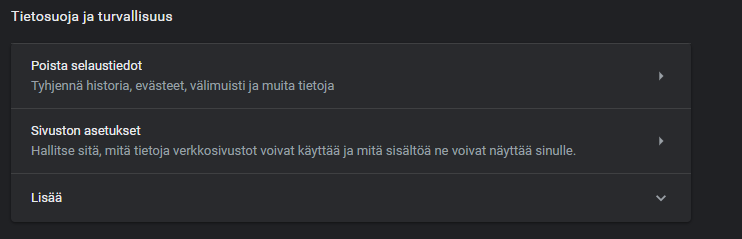 Tietosuoja ja turvallisuus
Poista selaustiedot
Tyhjennä historia, evästeet, välimuisti ja muita tietoja
Sivuston asetukset
Hallitse sitä, mitä tietoja verkkosivustot voivat käyttää ja mitä sisältöä ne voivat näyttää sinulle.
Lisää